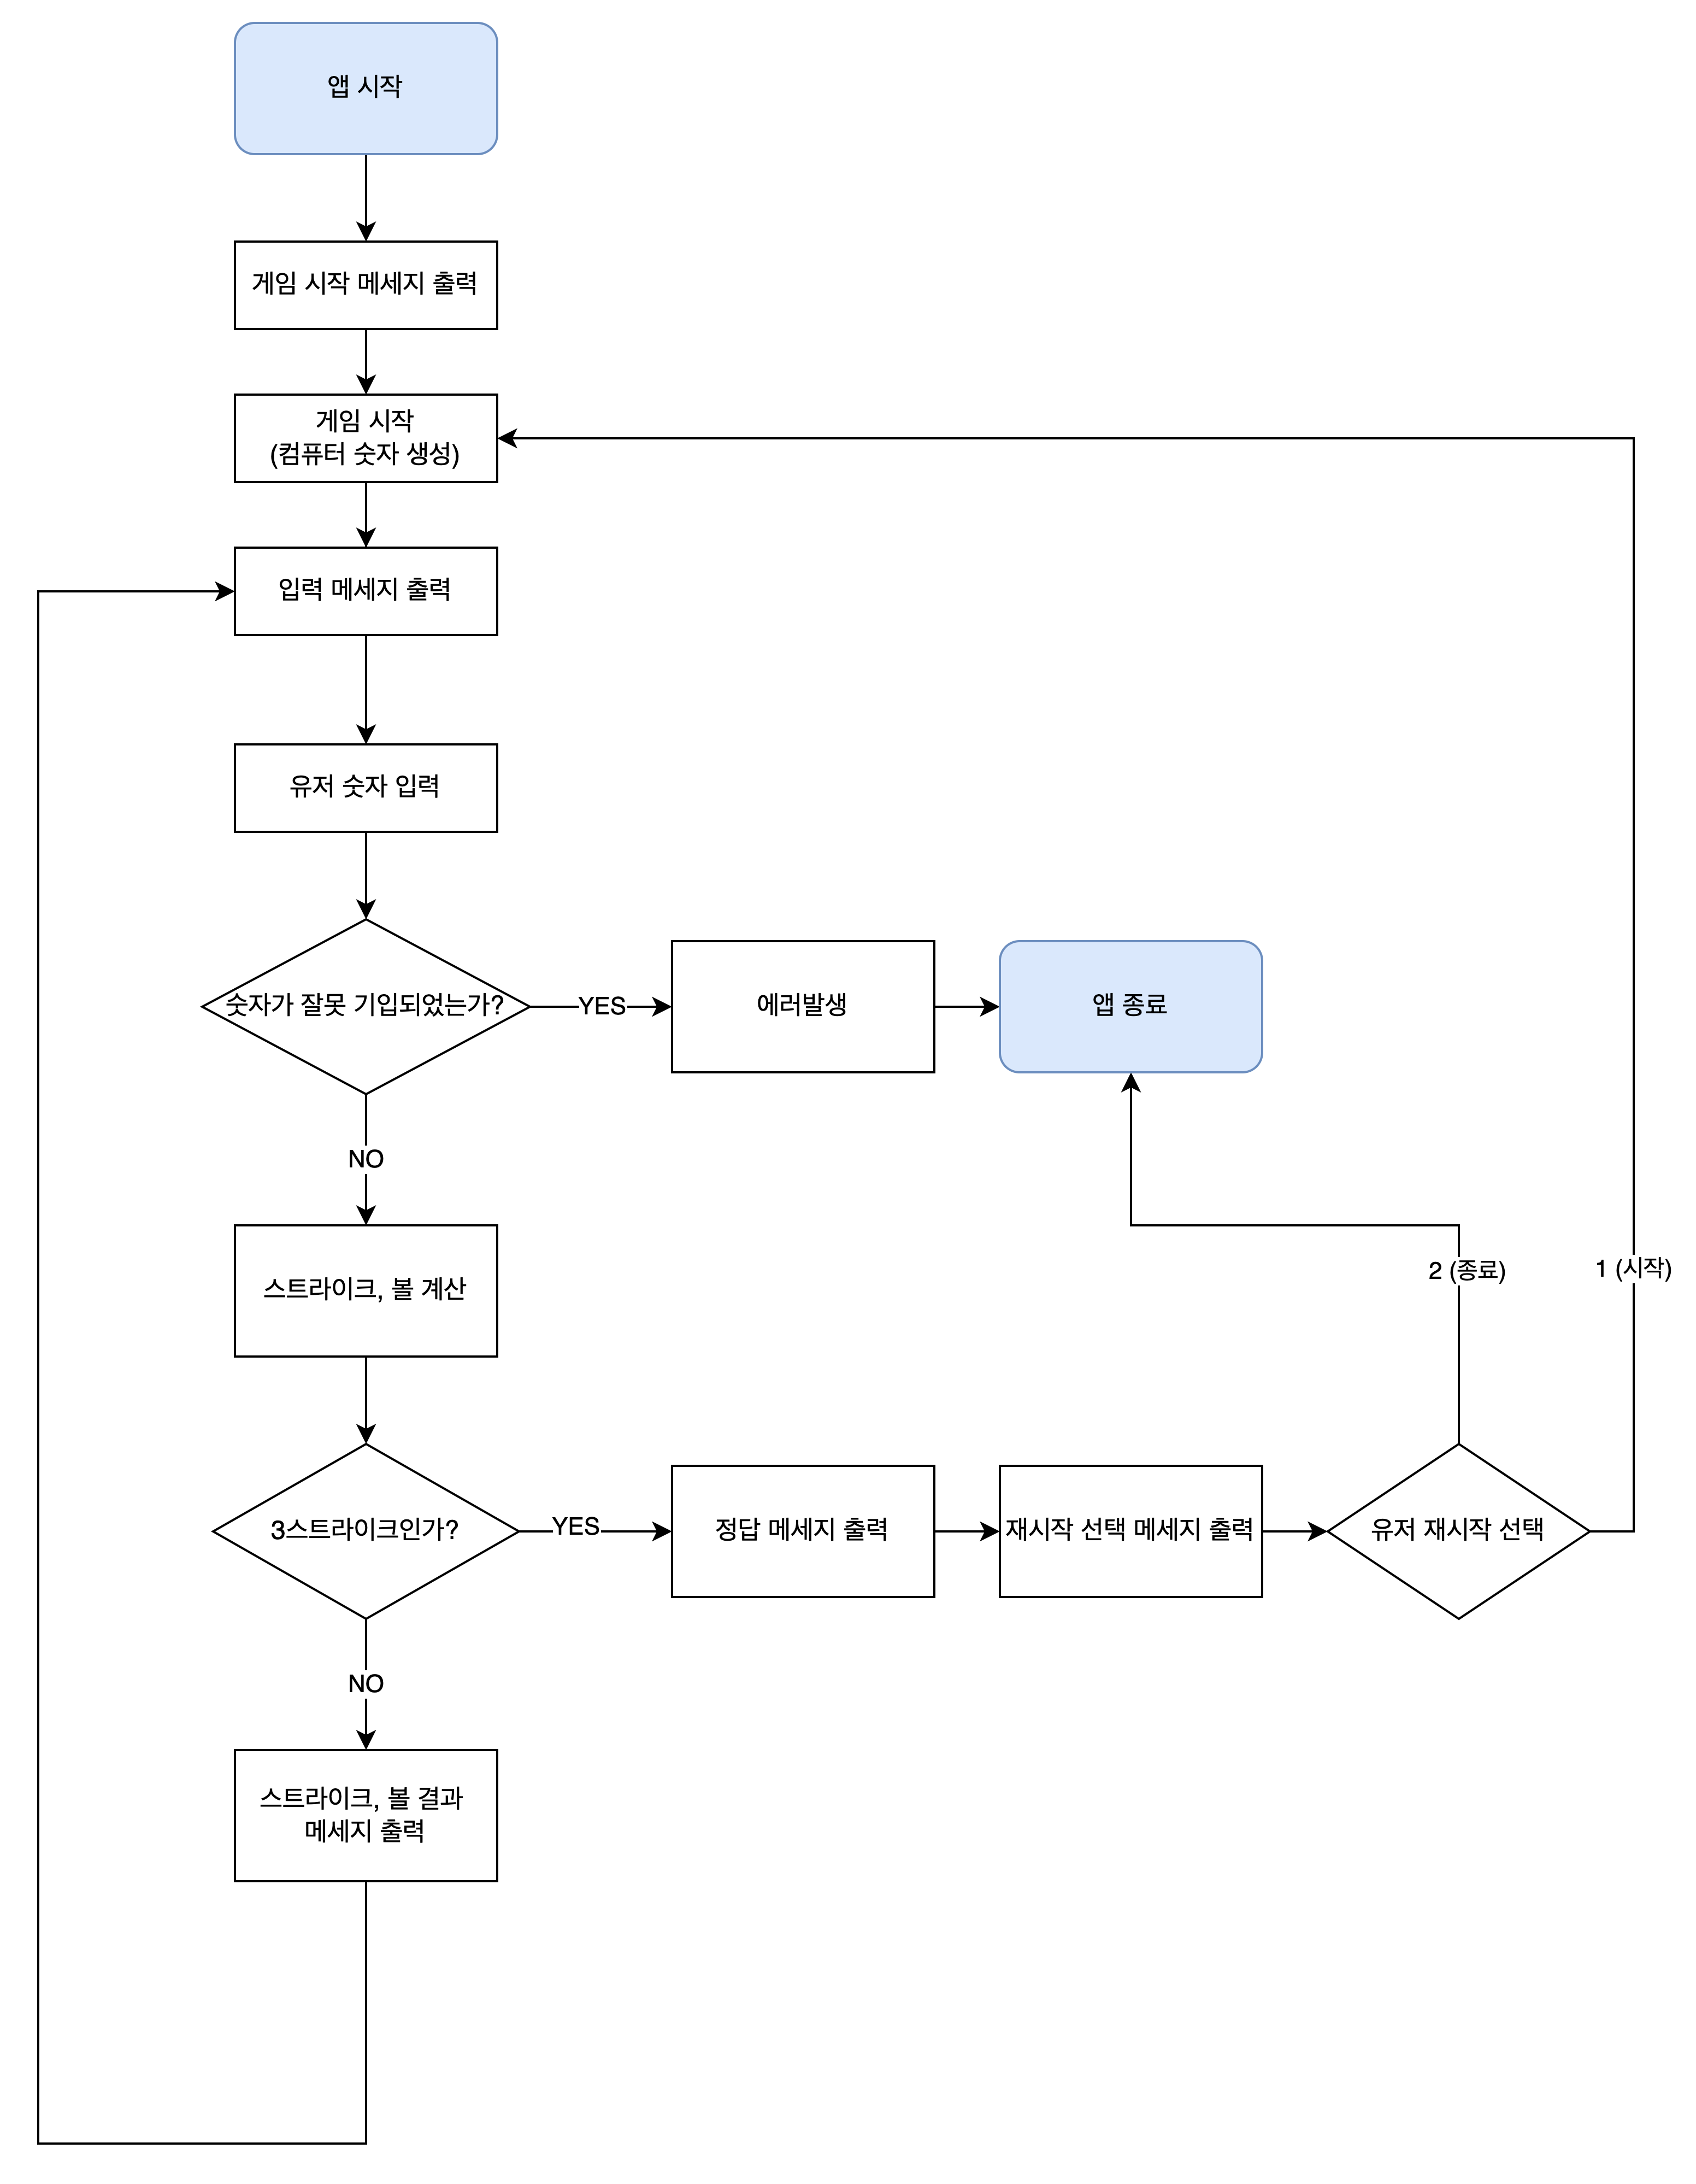 앱 시작
게임 시작 메세지 출력
게임 시작
(컴퓨터 숫자 생성)
입력 메세지 출력
유저 숫자 입력
숫자가 잘못 기입되었는가?
YES
에러발생
앱 종료
NO
스트라이크, 볼 계산
2 (종료)
1 (시작)
3스트라이크인가?
YES
정답 메세지 출력
재시작 선택 메세지 출력
유저 재시작 선택
NO
스트라이크, 볼 결과
메세지 출력